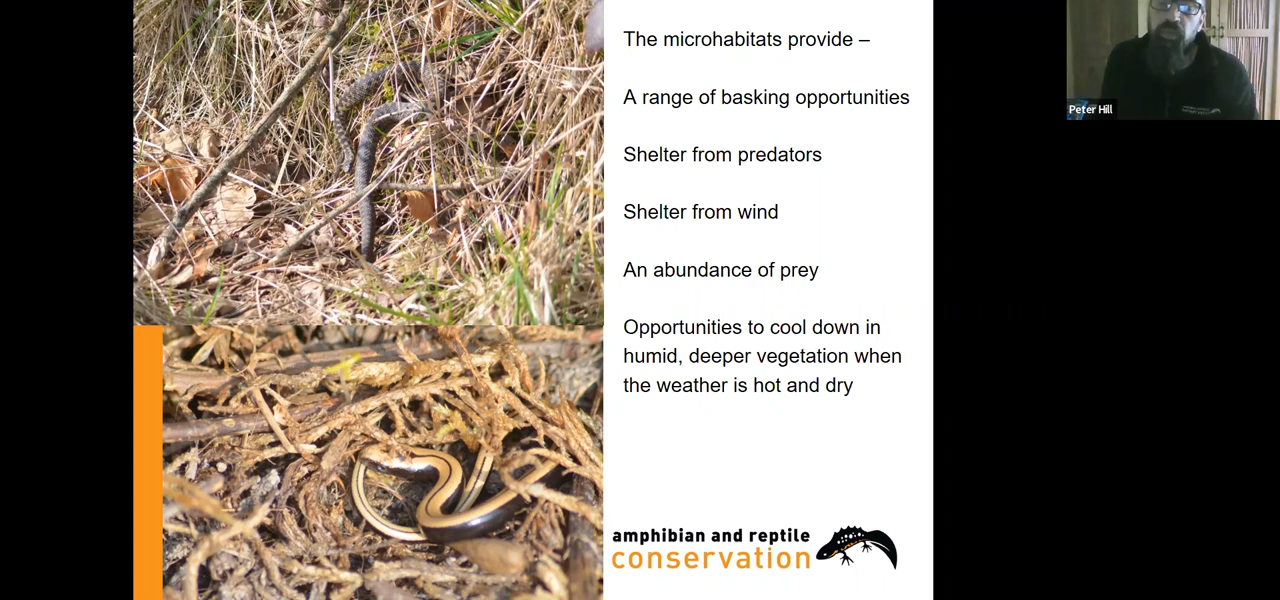 The microhabitats provide –
A range of basking opportunities
Shelter from predators
Shelter from wind
An abundance of prey
Opportunities to cool down in
humid, deeper vegetation when
the weather is hot and dry
amphibian and reptile
conservation
Peter Hill